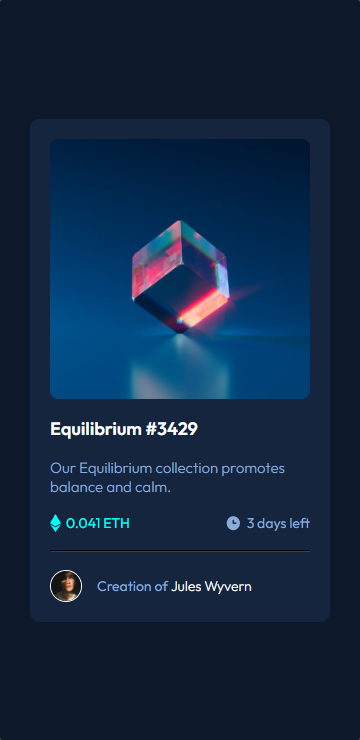 Equilibrium #3429
Our Equilibrium collection promotes
balance and calm.
0.041 ETH
3 days left
Creation of Jules Wyvern